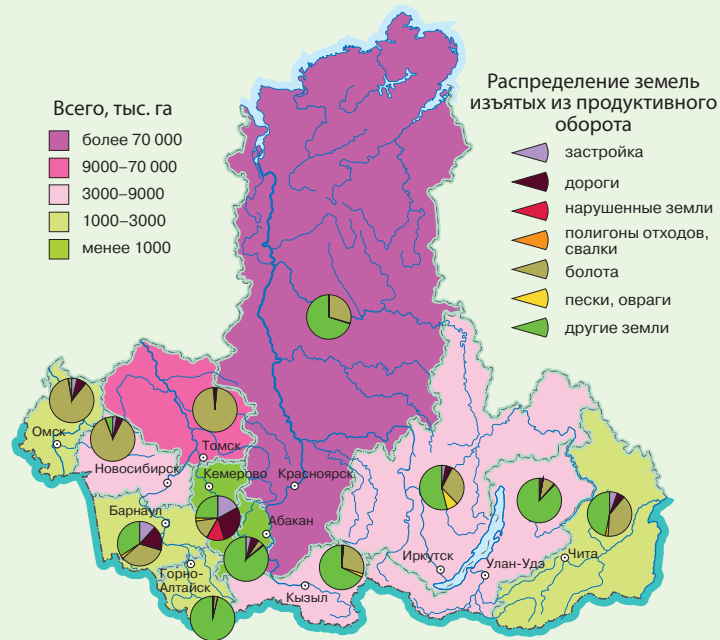 Всего, тыс. га
более 70 000
9000–70 000
3000–9000
1000–3000
менее 1000
Распределение земель
изъятых из продуктивного
оборота
застройка
дороги
нарушенные земли
полигоны отходов,
свалки
болота
пески, овраги
другие земли
Омск
Новосибирск
Томск
Кемерово
Красноярск
Барнаул
Абакан
Горно-
Алтайск
Кызыл
Иркутск
Улан-Удэ
Чита